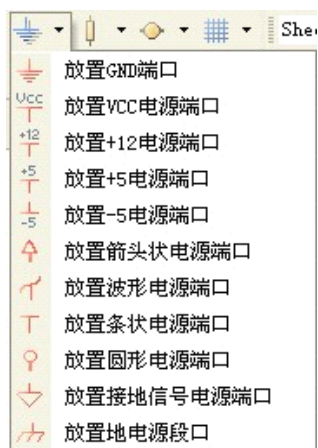 She
放置GND端口
Vcc 放置VCC电源端口
+12 放置+12电源端口
+5 放置+5电源端口
-5 放置-5电源端口
放置箭头状电源端口
放置波形电源端口
放置条状电源端口
放置圆形电源端口
放置接地信号电源端口
放置地电源段口